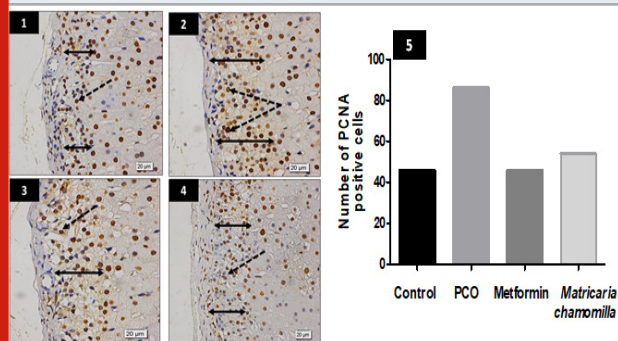 1
20 µm
2
20 µm
3
20 µm
4
20 µm
5
Number of PCNA
positive cells
100
80
60
40
20
0
Control PCO Metformin Matricaria
chamomilla